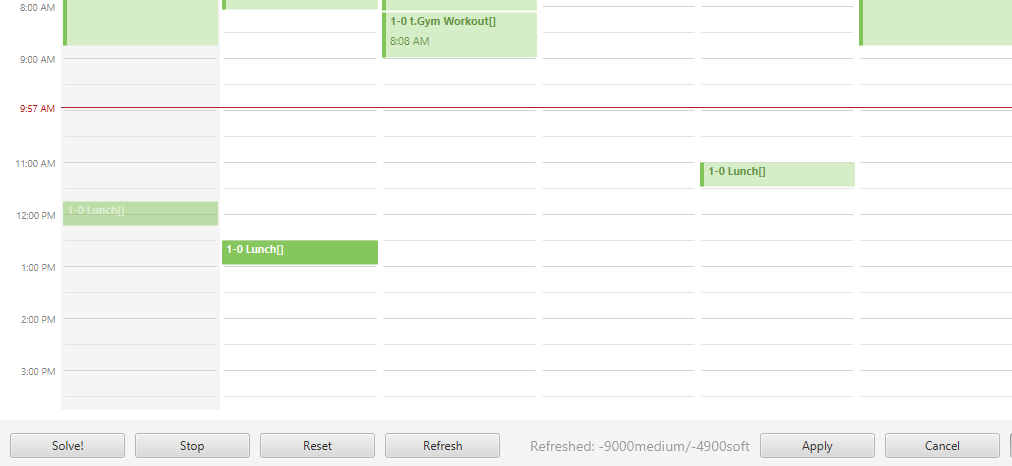 8:00 AM
1-0 t.Gym Workout[]
8:08 AM
9:00 AM
9:57 AM
11:00 AM
1-0 Lunch[]
1-0 Lunch[]
12:00 PM
1-0 Lunch[]
1:00 PM
2:00 PM
3:00 PM
Solve! Stop Reset Refresh Refreshed: -9000medium/-4900soft Apply Cancel